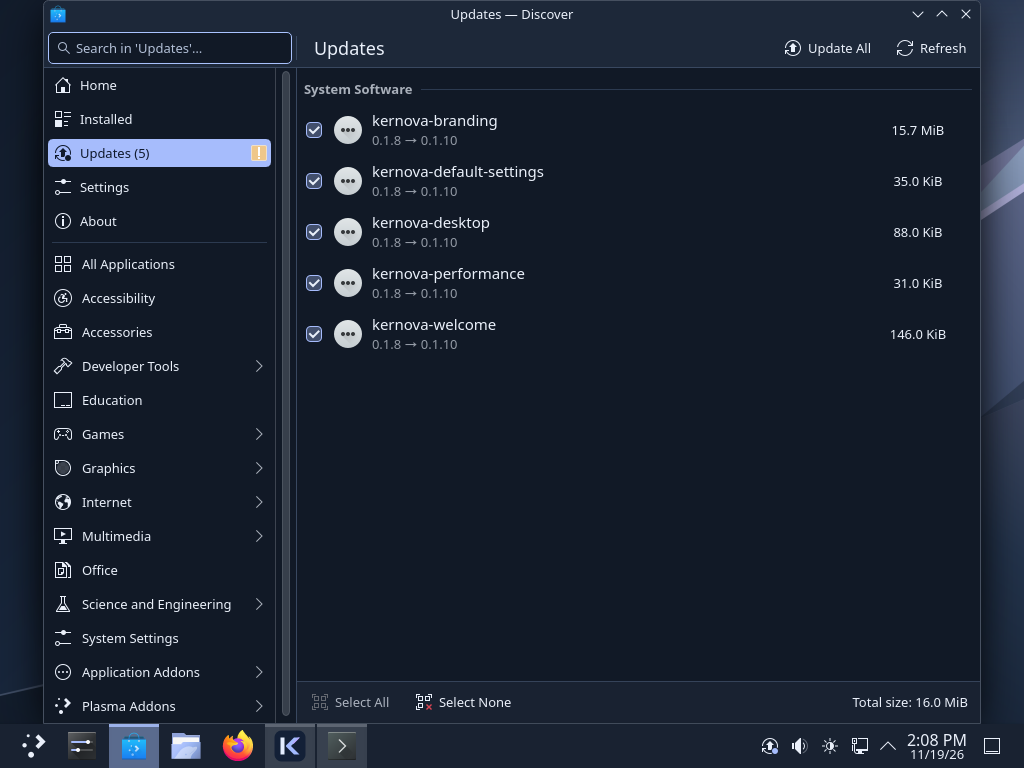 Updates — Discover
Search in 'Updates'...
Updates
Update All
Refresh
Home
Installed
Updates (5)
Settings
About
All Applications
Accessibility
Accessories
Developer Tools
Education
Games
Graphics
Internet
Multimedia
Office
Science and Engineering
System Settings
Application Addons
Plasma Addons
System Software
kernova-branding
0.1.8 → 0.1.10
15.7 MiB
kernova-default-settings
0.1.8 → 0.1.10
35.0 KiB
kernova-desktop
0.1.8 → 0.1.10
88.0 KiB
kernova-performance
0.1.8 → 0.1.10
31.0 KiB
kernova-welcome
0.1.8 → 0.1.10
146.0 KiB
Select All
Select None
Total size: 16.0 MiB
2:08 PM
11/19/26